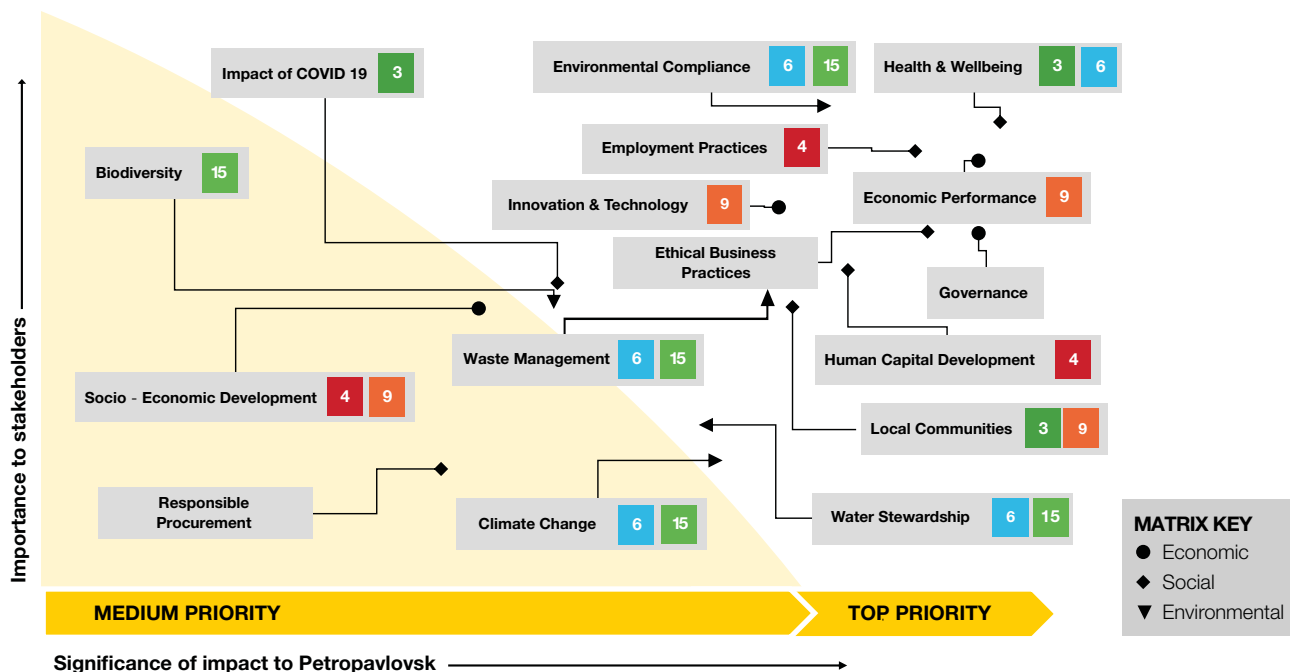 Importance to stakeholders
Impact of COVID 19 3
Environmental Compliance 6 15
Health & Wellbeing 3 6
Employment Practices 4
Biodiversity 15
Innovation & Technology 9
Economic Performance 9
Ethical Business
Practices
Governance
Waste Management 6 15
Human Capital Development 4
Socio - Economic Development 4 9
Local Communities 3 9
Responsible
Procurement
Climate Change 6 15
Water Stewardship 6 15
MATRIX KEY
Economic
Social
Environmental
MEDIUM PRIORITY
TOP PRIORITY
Significance of impact to Petropavlovsk